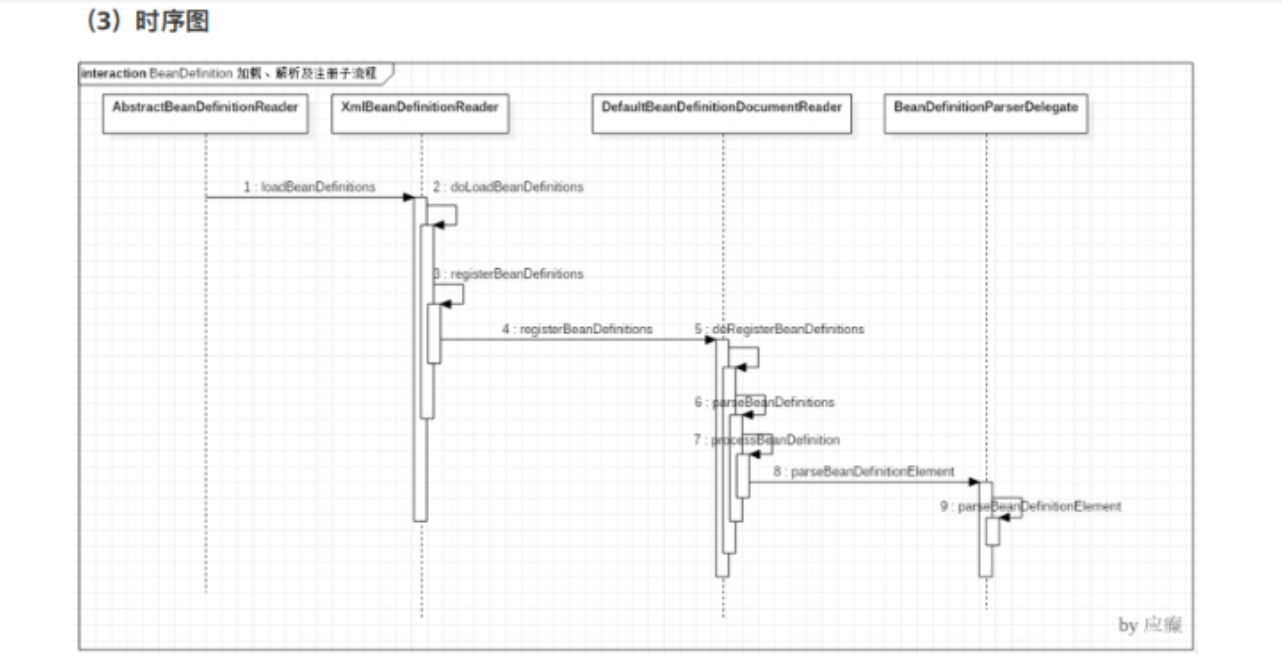 （3）时序图
interaction BeanDefinition 加载、解析及注册子流程
AbstractBeanDefinitionReader
XmlBeanDefinitionReader
DefaultBeanDefinitionDocumentReader
BeanDefinitionParserDelegate
1 : loadBeanDefinitions
2 : doLoadBeanDefinitions
3 : registerBeanDefinitions
4 : registerBeanDefinitions
5 : doRegisterBeanDefinitions
6 : parseBeanDefinitions
7 : processBeanDefinition
8 : parseBeanDefinitionElement
9 : parseBeanDefinitionElement
by 应癫